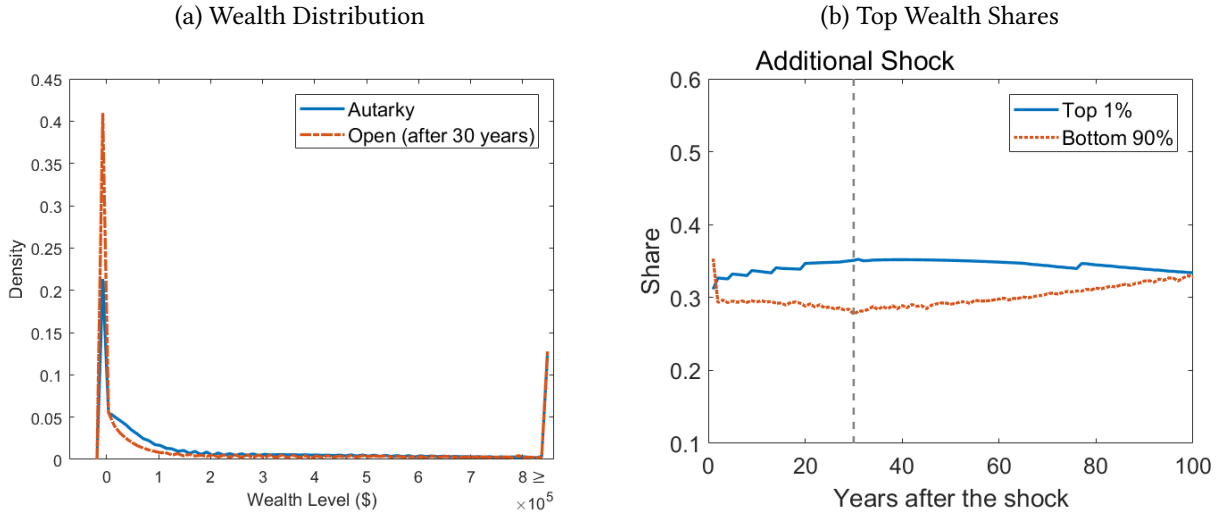 (a) Wealth Distribution
0.45
0.4
0.35
0.3
0.25
0.2
0.15
0.1
0.05
0
Density
Autarky
Open (after 30 years)
0 1 2 3 4 5 6 7 8 ≥
×10⁵
Wealth Level ($)
(b) Top Wealth Shares
Additional Shock
0.6
0.5
0.4
0.3
0.2
0.1
Share
Top 1%
Bottom 90%
0 20 40 60 80 100
Years after the shock